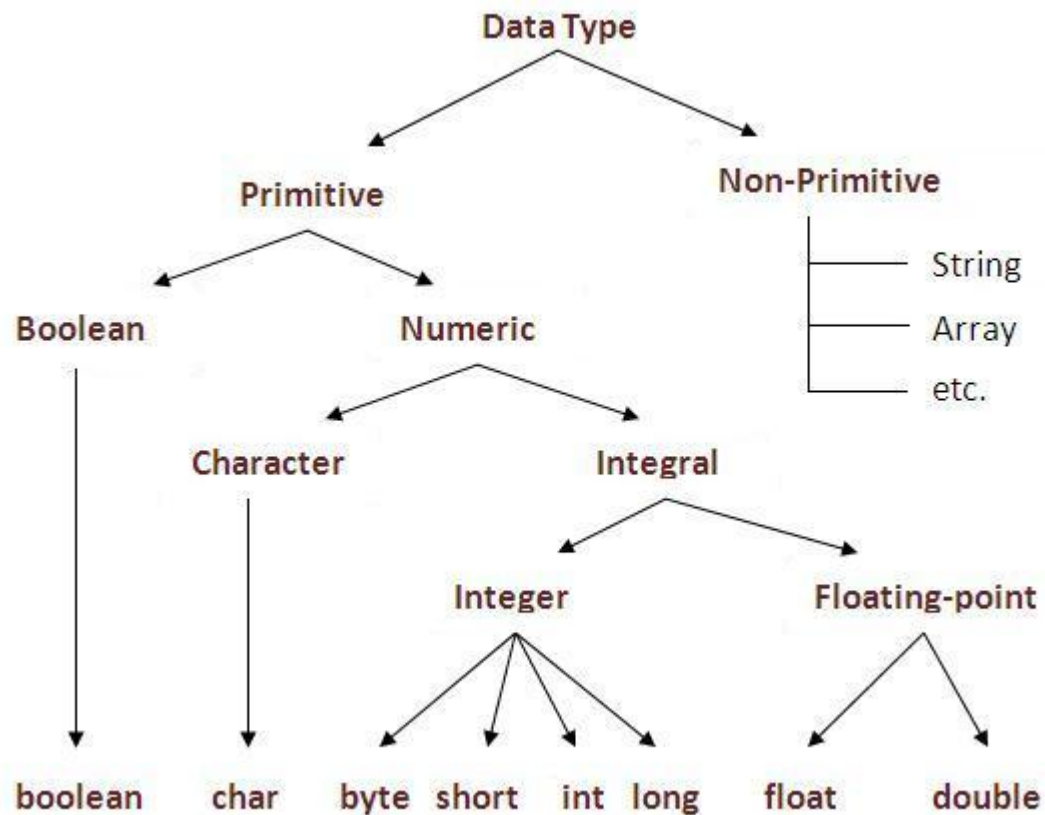 Data Type
Primitive
Non-Primitive
String
Array
etc.
Boolean
Numeric
Character
Integral
Integer
Floating-point
boolean
char
byte
short
int
long
float
double